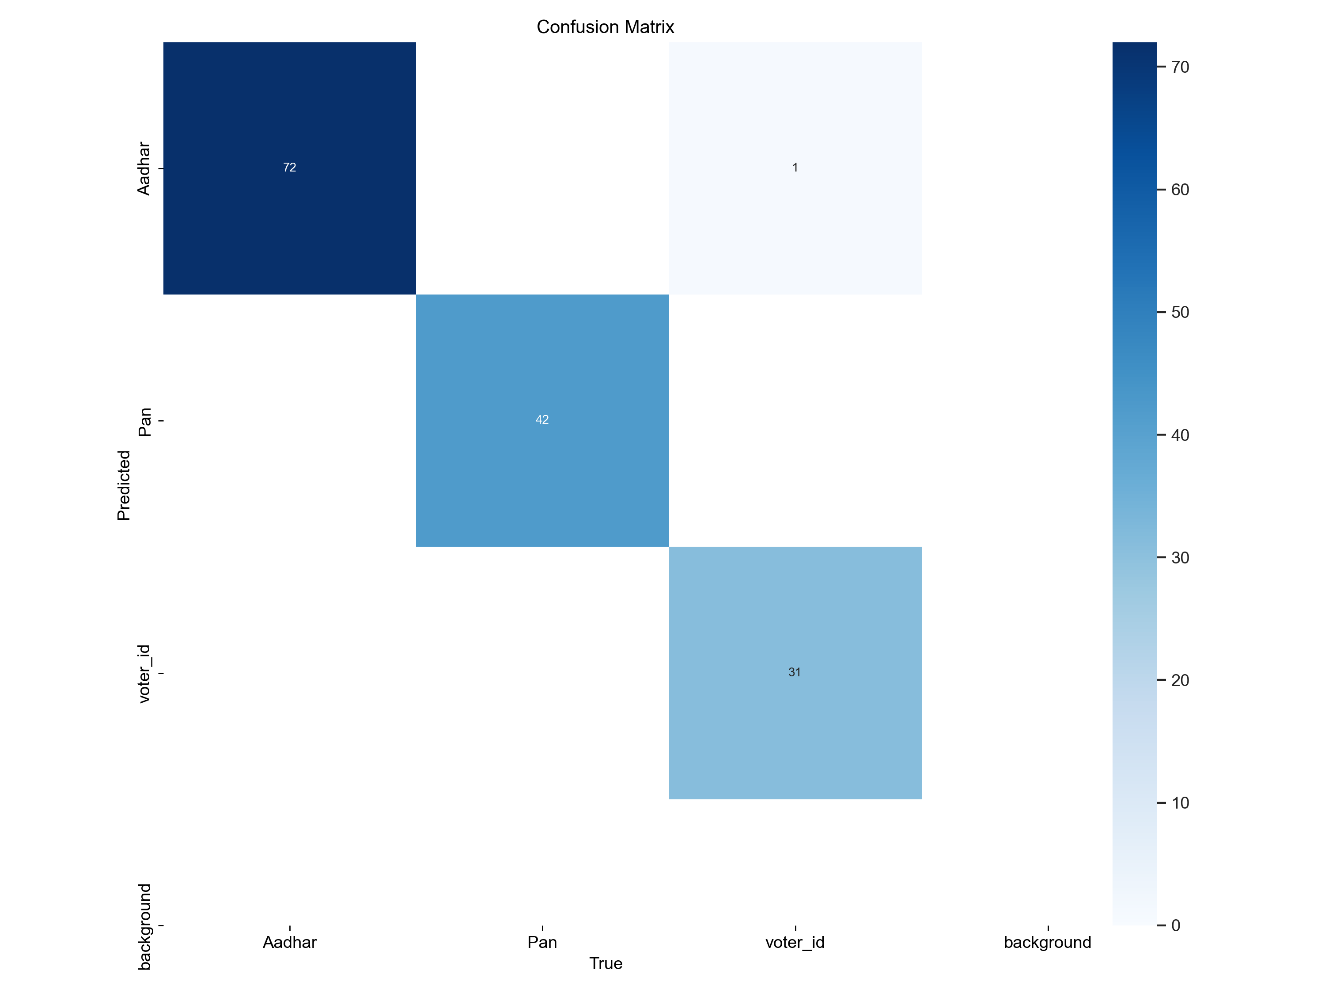 Confusion Matrix
Aadhar
72
1
70
60
50
Pan
42
40
Predicted
30
voter_id
31
20
10
background
0
Aadhar
Pan
voter_id
background
True